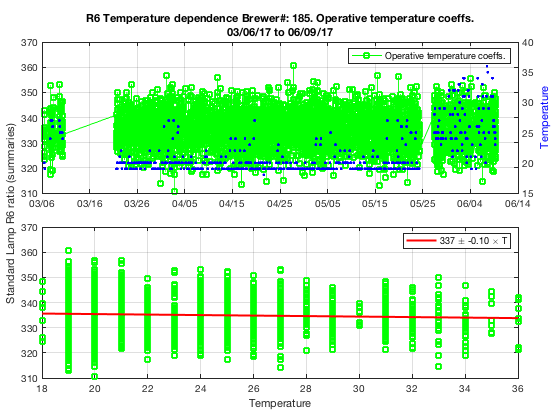 R6 Temperature dependence Brewer#: 185. Operative temperature coeffs.
03/06/17 to 06/09/17
Operative temperature coeffs.
370
360
350
340
330
320
310
40
35
30
25
20
15
03/06 03/16 03/26 04/05 04/15 04/25 05/05 05/15 05/25 06/04 06/14
Temperature
Standard Lamp R6 ratio (summaries)
337 ± -0.10 × T
370
360
350
340
330
320
310
18 20 22 24 26 28 30 32 34 36
Temperature